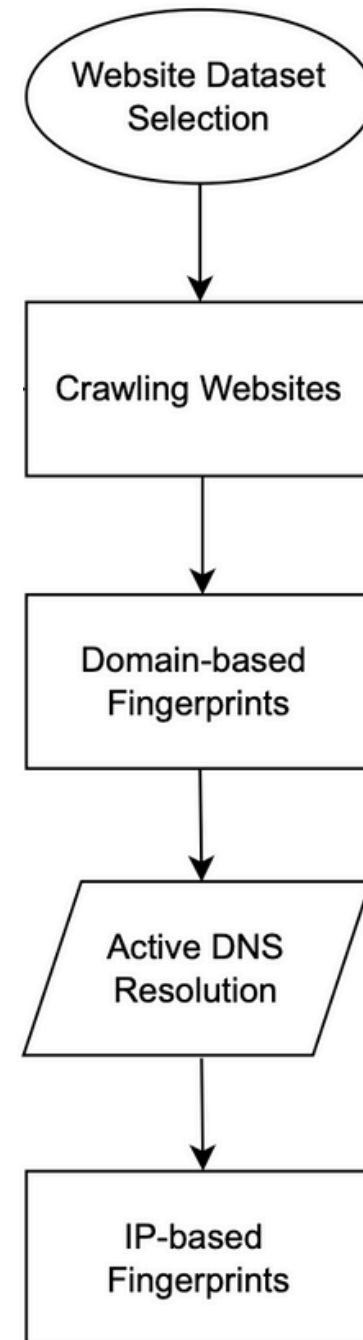 Website Dataset
Selection
Crawling Websites
Domain-based
Fingerprints
Active DNS
Resolution
IP-based
Fingerprints